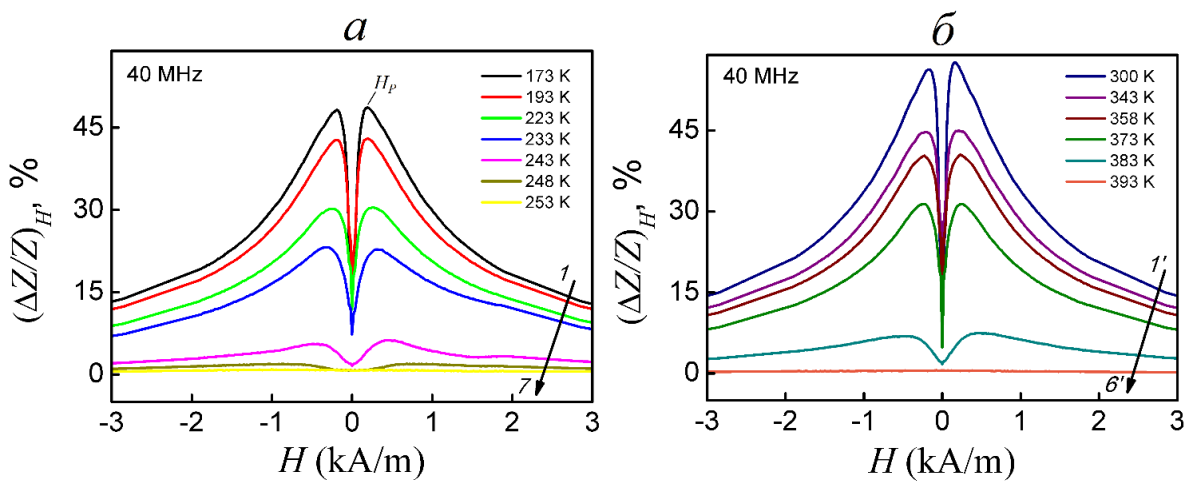 а
40 MHz
H_P
173 K
193 K
223 K
233 K
243 K
248 K
253 K
45
30
15
0
(ΔZ/Z)_H, %
1
7
-3
-2
-1
0
1
2
3
H (kA/m)
б
40 MHz
300 K
343 K
358 K
373 K
383 K
393 K
45
30
15
0
(ΔZ/Z)_H, %
1′
6′
-3
-2
-1
0
1
2
3
H (kA/m)